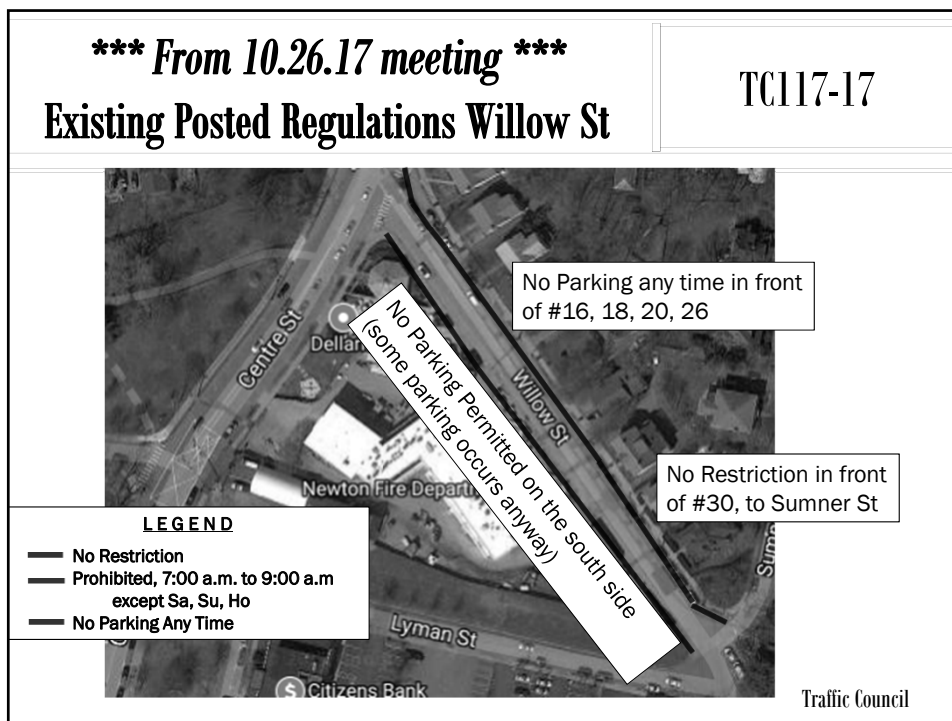 *** From 10.26.17 meeting ***
Existing Posted Regulations Willow St
TC117-17
No Parking any time in front
of #16, 18, 20, 26
No Parking Permitted on the south side
(some parking occurs anyway)
Centre St
Willow St
Newton Fire
No Restriction in front
of #30, to Sumner St
LEGEND
No Restriction
Prohibited, 7:00 a.m. to 9:00 a.m
except Sa, Su, Ho
No Parking Any Time
Lyman St
$ Citizens Bank
Traffic Council